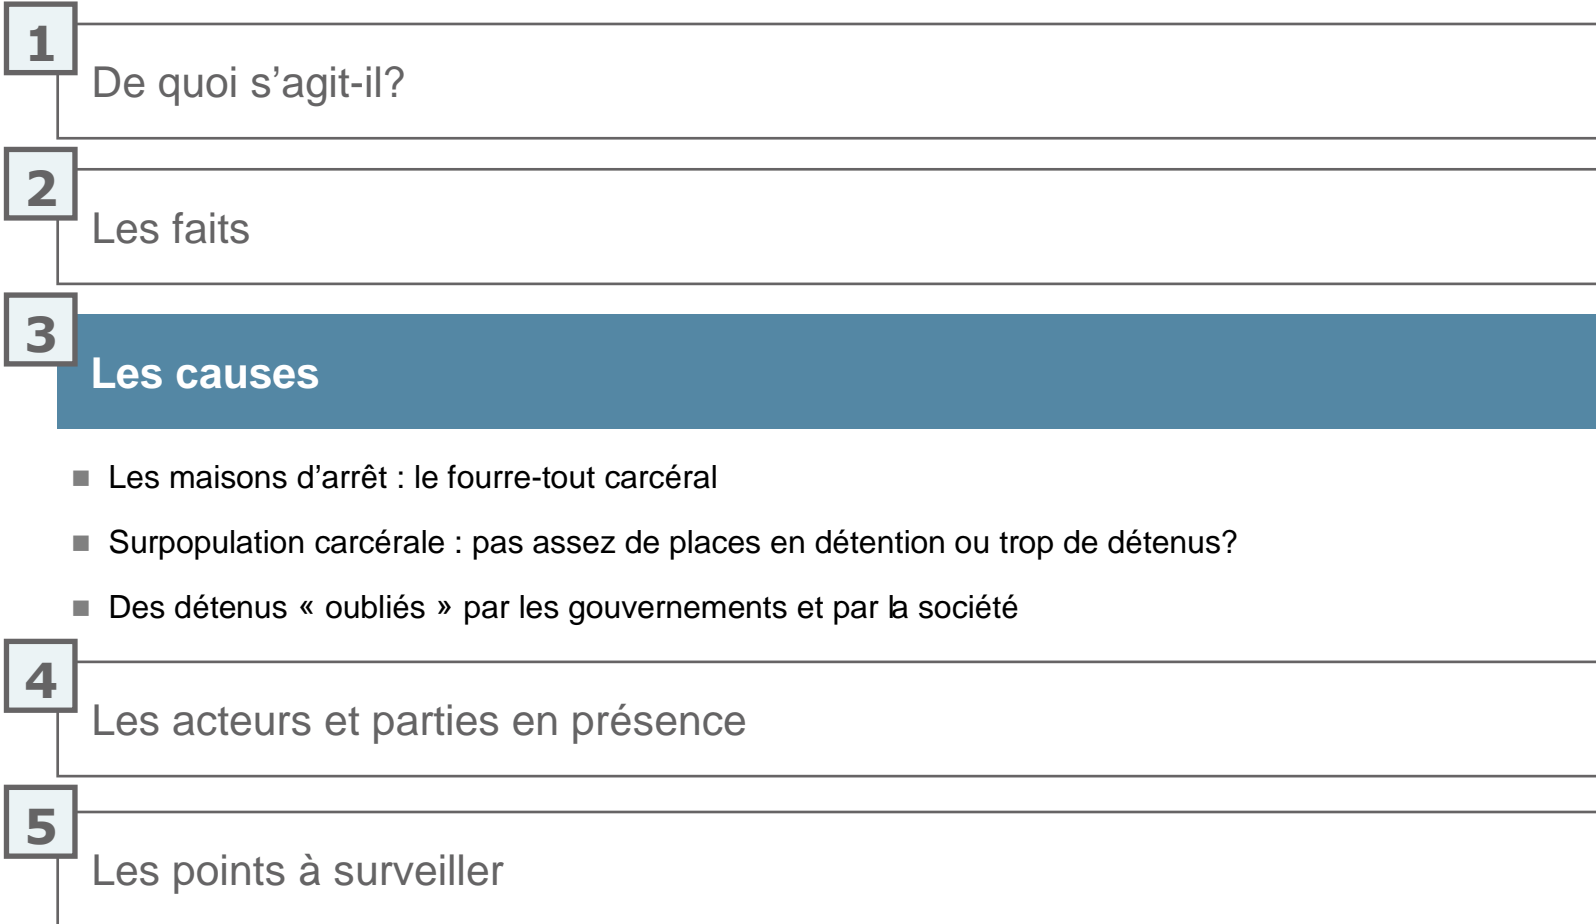 1
De quoi s’agit-il?
2
Les faits
3
Les causes
Les maisons d’arrêt : le fourre-tout carcéral
Surpopulation carcérale : pas assez de places en détention ou trop de détenus?
Des détenus « oubliés » par les gouvernements et par la société
4
Les acteurs et parties en présence
5
Les points à surveiller